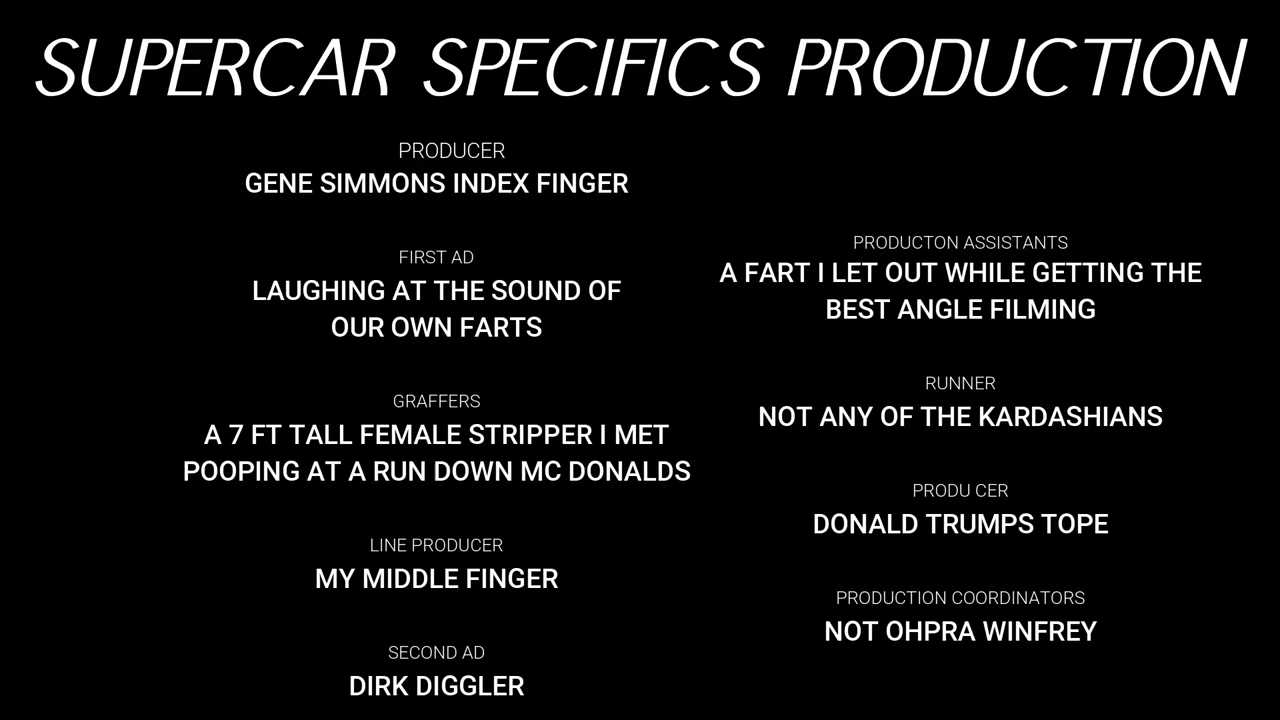 SUPERCAR SPECIFICS PRODUCTION
PRODUCER
GENE SIMMONS INDEX FINGER
FIRST AD
LAUGHING AT THE SOUND OF
OUR OWN FARTS
GRAFFERS
A 7 FT TALL FEMALE STRIPPER I MET
POOPING AT A RUN DOWN MC DONALDS
LINE PRODUCER
MY MIDDLE FINGER
SECOND AD
DIRK DIGGLER
PRODUCTON ASSISTANTS
A FART I LET OUT WHILE GETTING THE
BEST ANGLE FILMING
RUNNER
NOT ANY OF THE KARDASHIANS
PRODU CER
DONALD TRUMPS TOPE
PRODUCTION COORDINATORS
NOT OHPRA WINFREY